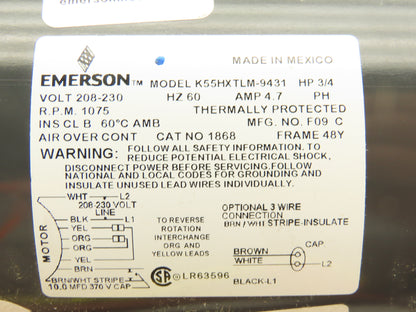 MADE IN MEXICO
EMERSON™ MODEL K55HXTLM-9431 HP 3/4
VOLT 208-230 HZ 60 AMP 4.7 PH
R.P.M. 1075 THERMALLY PROTECTED
INS CL B 60°C AMB MFG. NO. F09 C
AIR OVER CONT CAT NO 1868 FRAME 48Y
WARNING: FOLLOW ALL SAFETY INSTRUCTIONS. TO
REDUCE POTENTIAL ELECTRICAL SHOCK,
DISCONNECT POWER BEFORE SERVICING. FOLLOW
NATIONAL AND LOCAL CODES FOR GROUNDING AND
INSULATE UNUSED LEAD WIRES INDIVIDUALLY.
WHT L2
208-230 VOLT
LINE
BLK L1
YEL
ORG
ORG
YEL
BRN
BRN/WHT STRIPE
10.0 MFD 370 V CAP
MOTOR
TO REVERSE
ROTATION
INTERCHANGE
ORG AND
YELLOW LEADS
SA LR63596
OPTIONAL 3 WIRE
CONNECTION
BRN / WHT STRIPE-INSULATE
BROWN CAP
WHITE L2
BLACK-L1